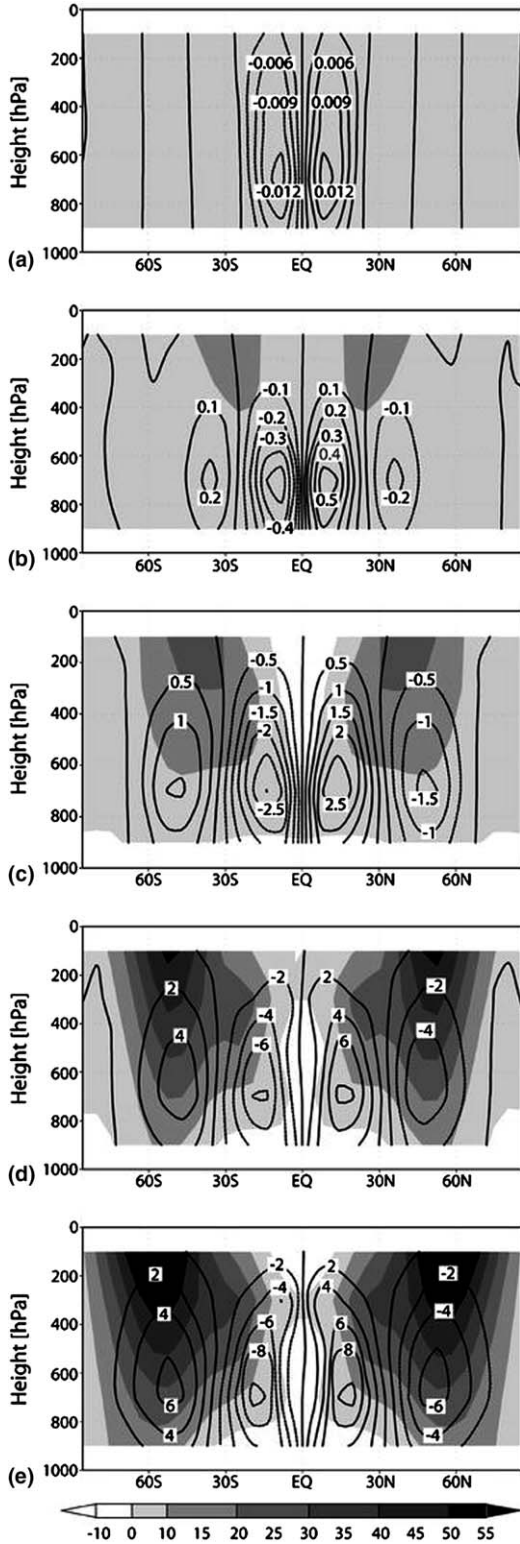 0
-0.006 0.006
200
-0.009 0.009
400
600
-0.012 0.012
800
1000
Height [hPa]
(a)
60S 30S EQ 30N 60N
0
200
-0.1 0.1
0.1 -0.2 0.2 -0.1
400
-0.3 0.3
0.4
600
0.2 0.5 -0.2
800
-0.4
1000
Height [hPa]
(b)
60S 30S EQ 30N 60N
0
200
-0.5 0.5
0.5 -1 1 -0.5
400
1 -1.5 1.5 -1
-2 2
600
-2.5 2.5 -1.5
800
-1
1000
Height [hPa]
(c)
60S 30S EQ 30N 60N
0
200
2 -2 2 -2
400
-4 4
4 -6 6 -4
600
800
1000
Height [hPa]
(d)
60S 30S EQ 30N 60N
0
200
2 -2 2 -2
-4 4
400
4 -6 6 -4
-8 8
600
6 -6
800
4 -4
1000
Height [hPa]
(e)
60S 30S EQ 30N 60N
-10 0 10 15 20 25 30 35 40 45 50 55